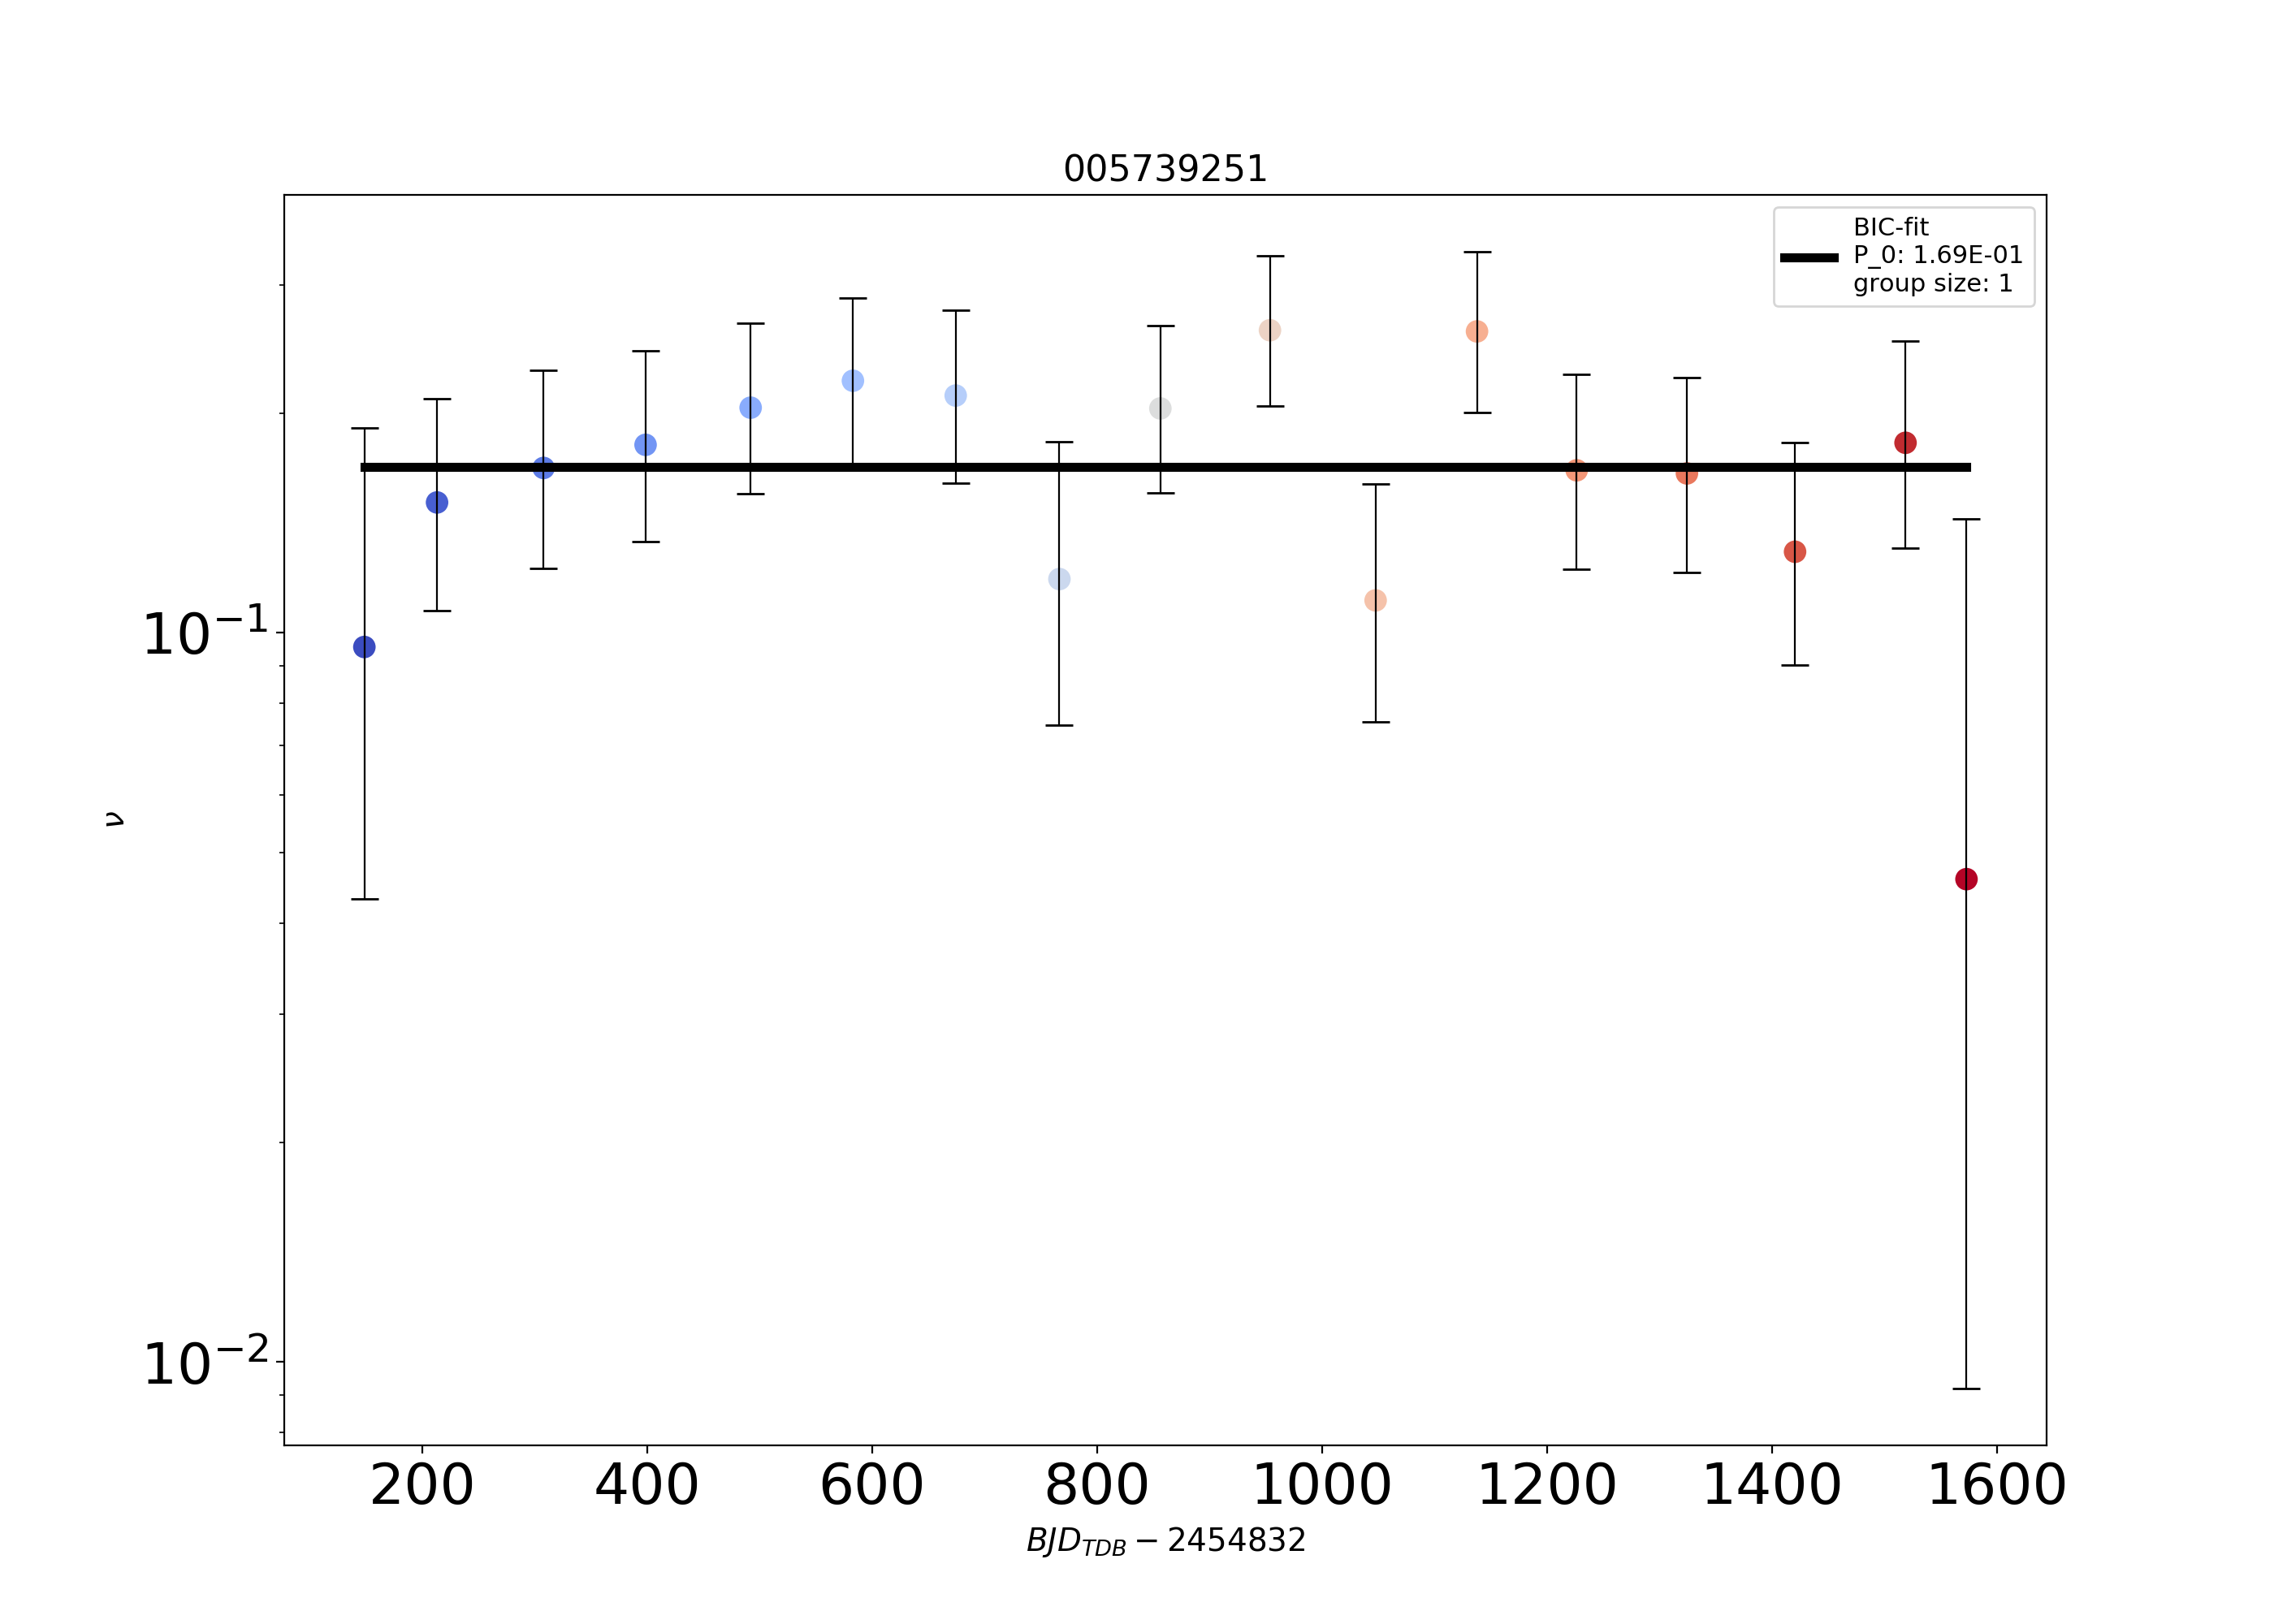 005739251
BIC-fit
P_0: 1.69E-01
group size: 1
10⁻¹
ν
10⁻²
200 400 600 800 1000 1200 1400 1600
BJD_TDB − 2454832